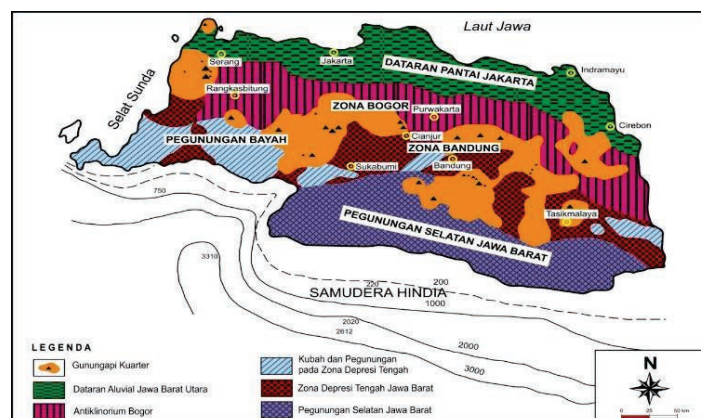 Laut Jawa
Selat Sunda
Serang
Jakarta
DATARAN PANTAI JAKARTA
Indramayu
Rangkasbitung
ZONA BOGOR
Purwakarta
Cirebon
PEGUNUNGAN BAYAH
Cianjur
ZONA BANDUNG
Sukabumi
Bandung
Tasikmalaya
PEGUNUNGAN SELATAN JAWA BARAT
750
3310
220
200
SAMUDERA HINDIA
1000
2020
2612
2000
3000
LEGENDA
Gunungapi Kuarter
Dataran Aluvial Jawa Barat Utara
Antiklinorium Bogor
Kubah dan Pegunungan
pada Zona Depresi Tengah
Zona Depresi Tengah Jawa Barat
Pegunungan Selatan Jawa Barat
N
0 25 50 km